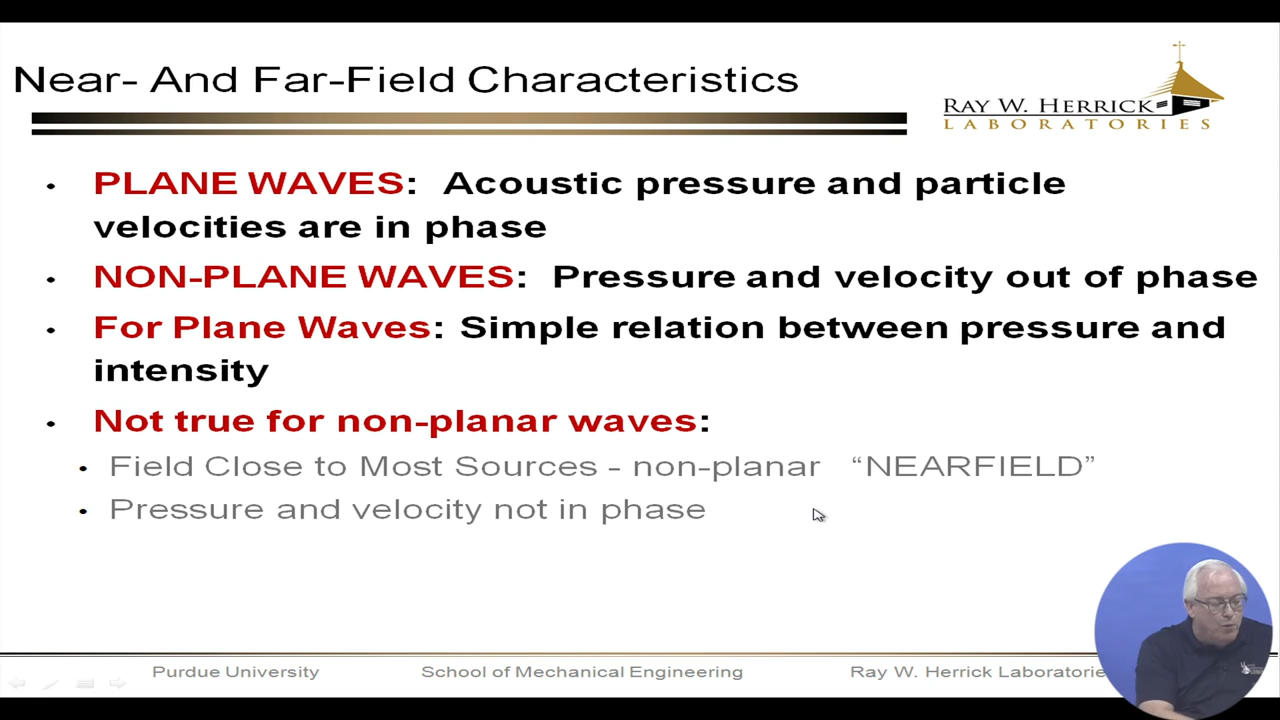 Near- And Far-Field Characteristics
RAY W. HERRICK
LABORATORIES
• PLANE WAVES: Acoustic pressure and particle
velocities are in phase
• NON-PLANE WAVES: Pressure and velocity out of phase
• For Plane Waves: Simple relation between pressure and
intensity
• Not true for non-planar waves:
• Field Close to Most Sources - non-planar “NEARFIELD”
• Pressure and velocity not in phase
Purdue University School of Mechanical Engineering Ray W. Herrick Laboratorie